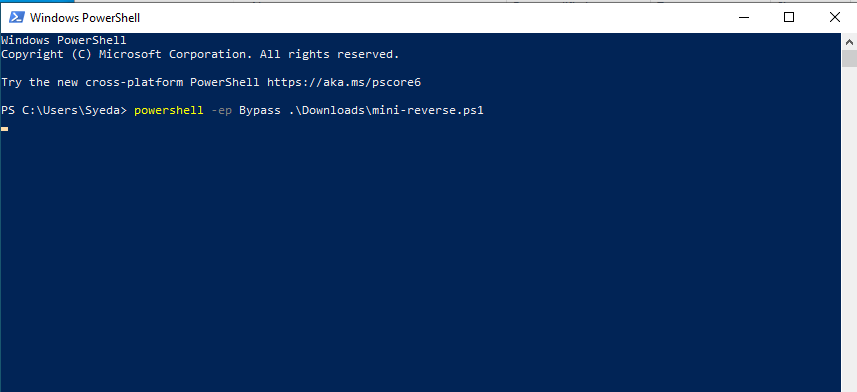 Windows PowerShell
Windows PowerShell
Copyright (C) Microsoft Corporation. All rights reserved.
Try the new cross-platform PowerShell https://aka.ms/pscore6
PS C:\Users\Syeda> powershell -ep Bypass .\Downloads\mini-reverse.ps1